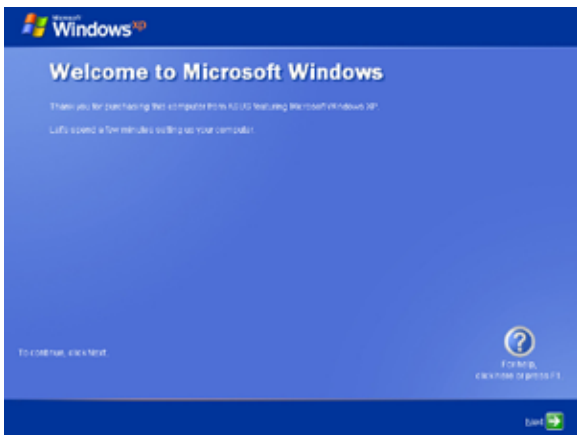 Microsoft
Windows xp
Welcome to Microsoft Windows
Thank you for purchasing this computer from ASUS featuring Microsoft Windows XP.
Let's spend a few minutes setting up your computer.
To continue, click Next.
For help,
click here or press F1
Next